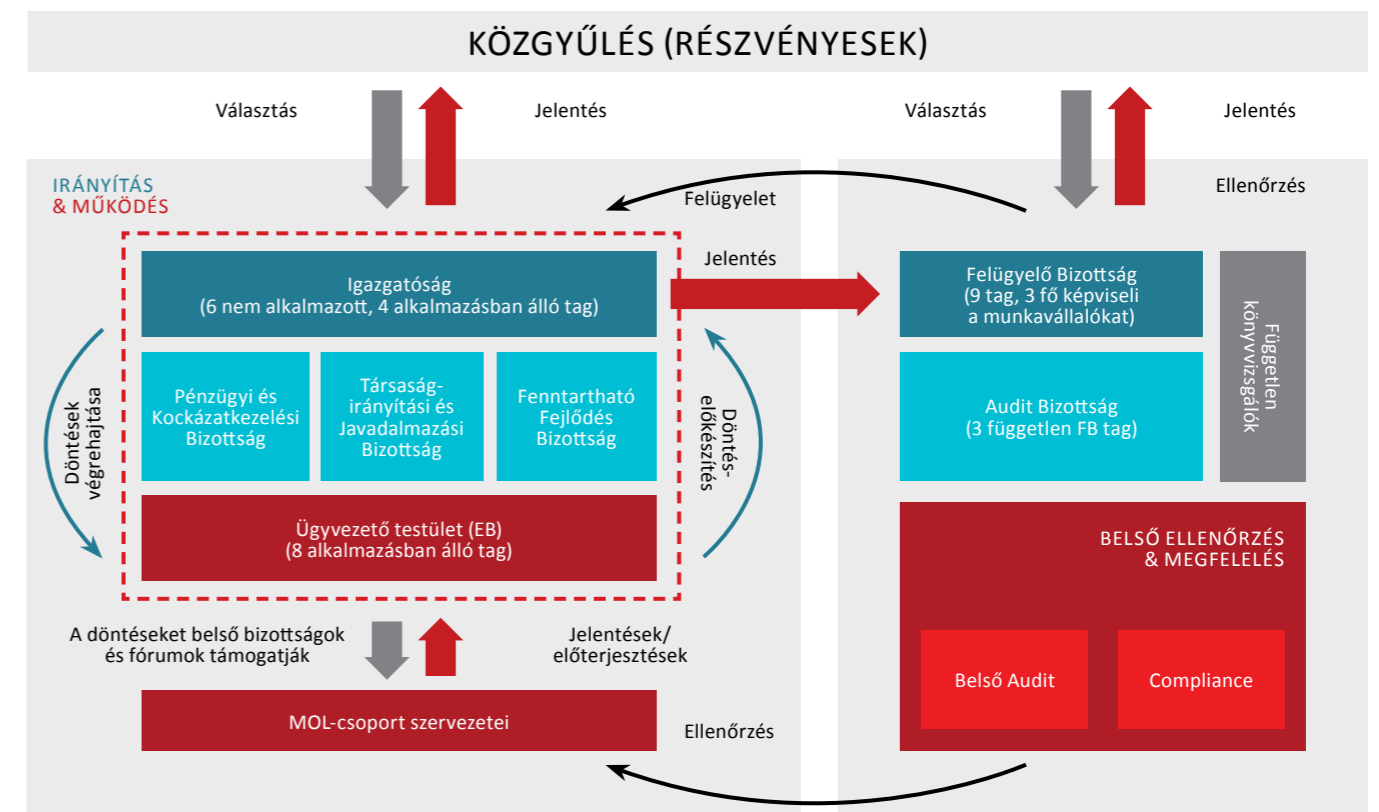 KÖZGYŰLÉS (RÉSZVÉNYESEK)
Választás
Jelentés
Választás
Jelentés
IRÁNYÍTÁS
& MŰKÖDÉS
Felügyelet
Ellenőrzés
Igazgatóság
(6 nem alkalmazott, 4 alkalmazásban álló tag)
Jelentés
Felügyelő Bizottság
(9 tag, 3 fő képviseli
a munkavállalókat)
Független
könyvvizsgálók
Döntések
végrehajtása
Pénzügyi és
Kockázatkezelési
Bizottság
Társaság-
irányítási és
Javadalmazási
Bizottság
Fenntartható
Fejlődés
Bizottság
Döntés-
előkészítés
Audit Bizottság
(3 független FB tag)
Ügyvezető testület (EB)
(8 alkalmazásban álló tag)
BELSŐ ELLENŐRZÉS
& MEGFELELÉS
A döntéseket belső bizottságok
és fórumok támogatják
Jelentések/
előterjesztések
Belső Audit
Compliance
MOL-csoport szervezetei
Ellenőrzés